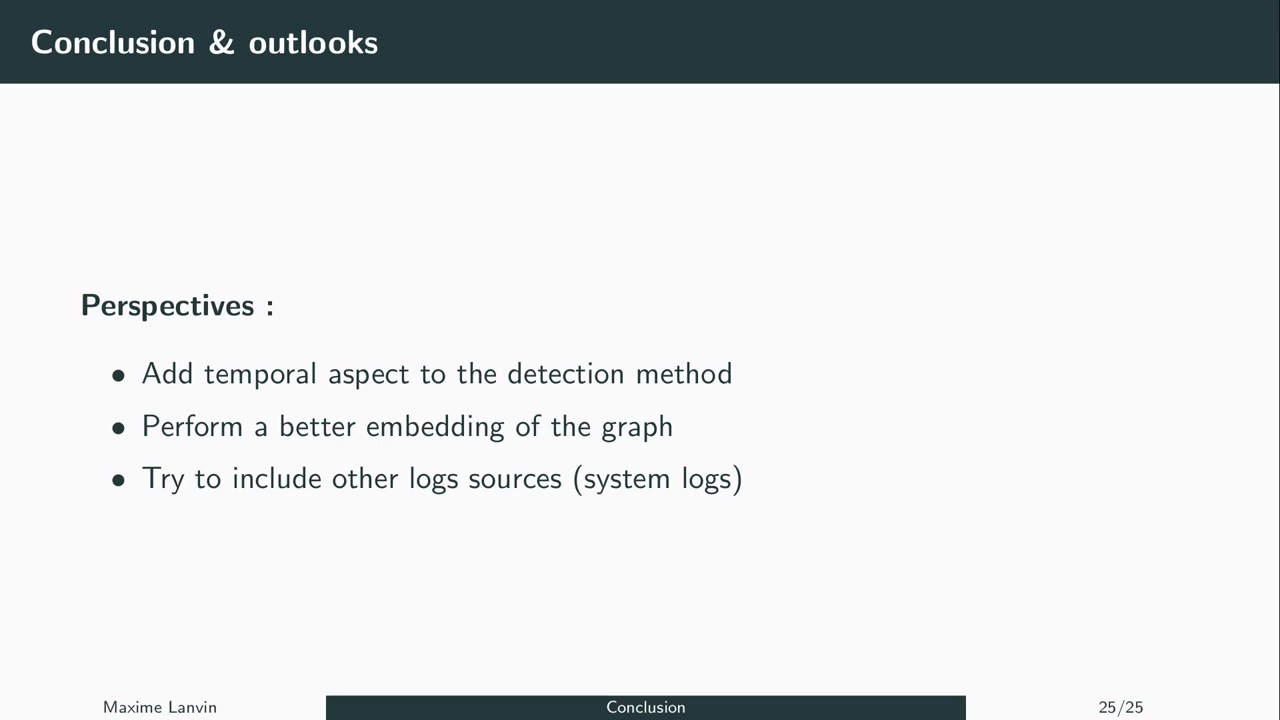 Conclusion & outlooks
Perspectives :
• Add temporal aspect to the detection method
• Perform a better embedding of the graph
• Try to include other logs sources (system logs)
Maxime Lanvin
Conclusion
25/25